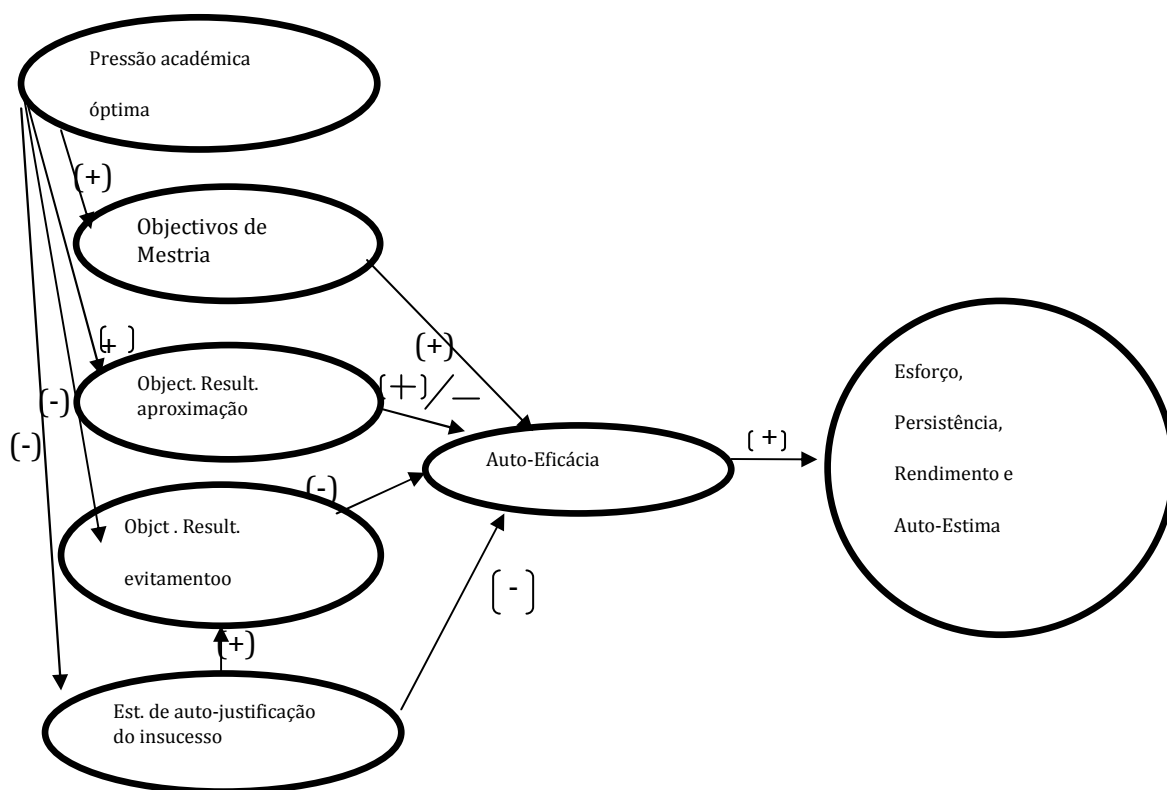 Pressão académica
óptima
(+)
Objectivos de
Mestria
(+)
(+)
Object. Result.
aproximação
(+)/−
(-)
(-)
Auto-Eficácia
(+)
Esforço,
Persistência,
Rendimento e
Auto-Estima
(-)
Objct . Result.
evitamentoo
(-)
(+)
Est. de auto-justificação
do insucesso